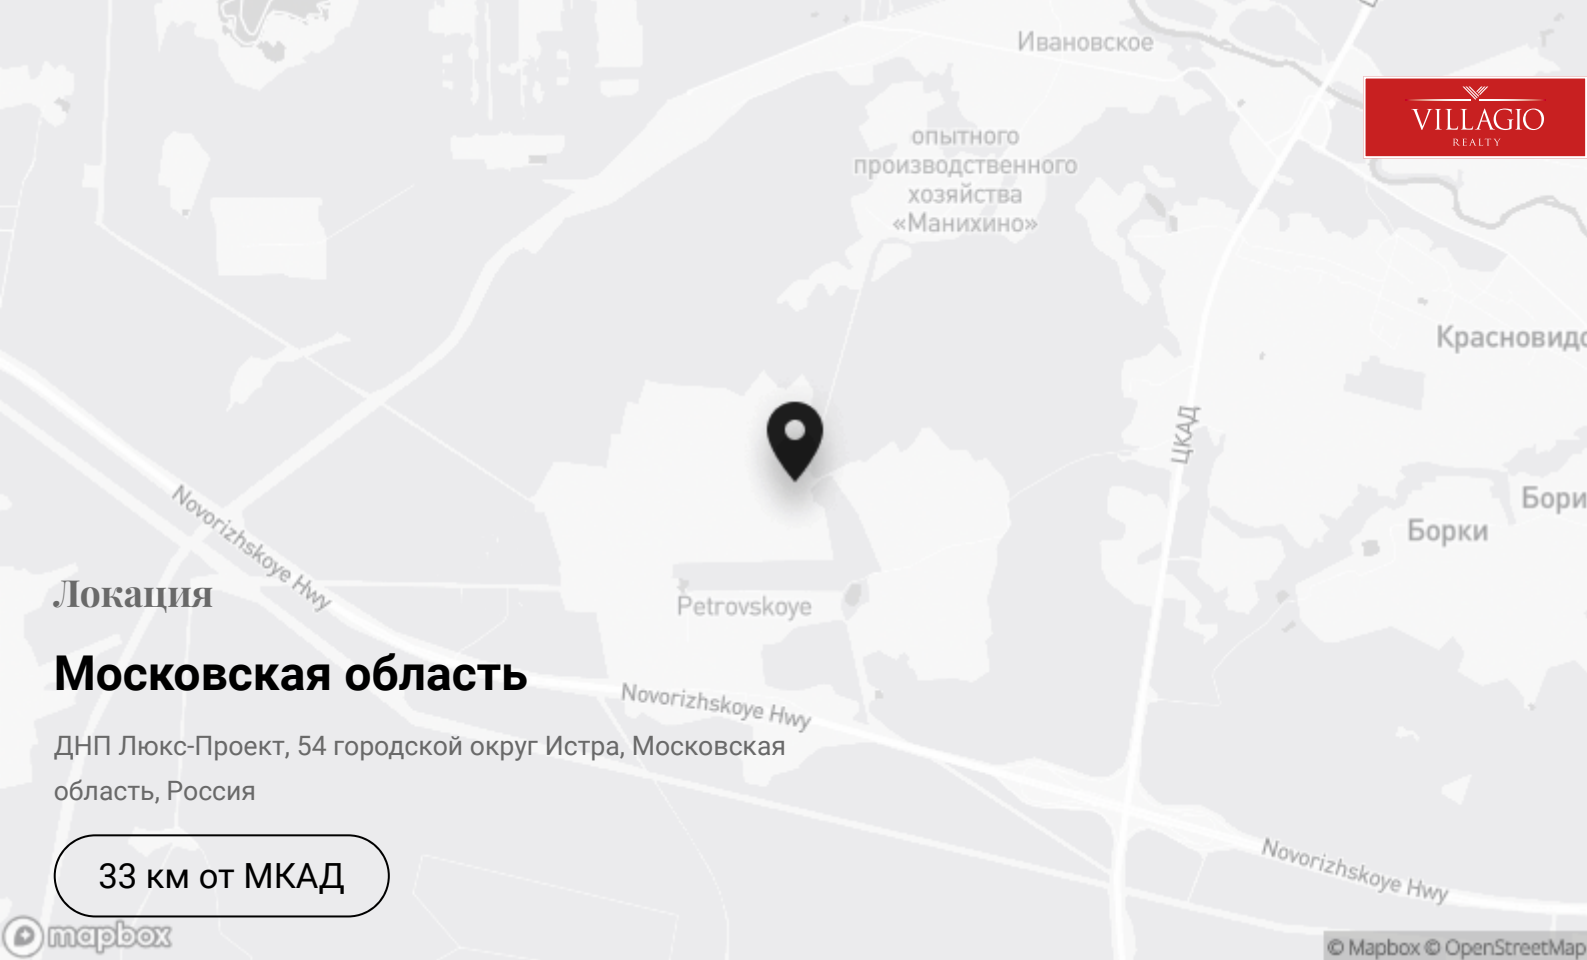 Ивановское
VILLAGIO
REALTY
опытного
производственного
хозяйства
«Манихино»
Красновидо
ЦКАД
Бори
Борки
Novorizhskoye Hwy
Локация
Petrovskoye
Московская область
Novorizhskoye Hwy
ДНП Люкс-Проект, 54 городской округ Истра, Московская
область, Россия
33 км от МКАД
Novorizhskoye Hwy
mapbox
© Mapbox © OpenStreetMap